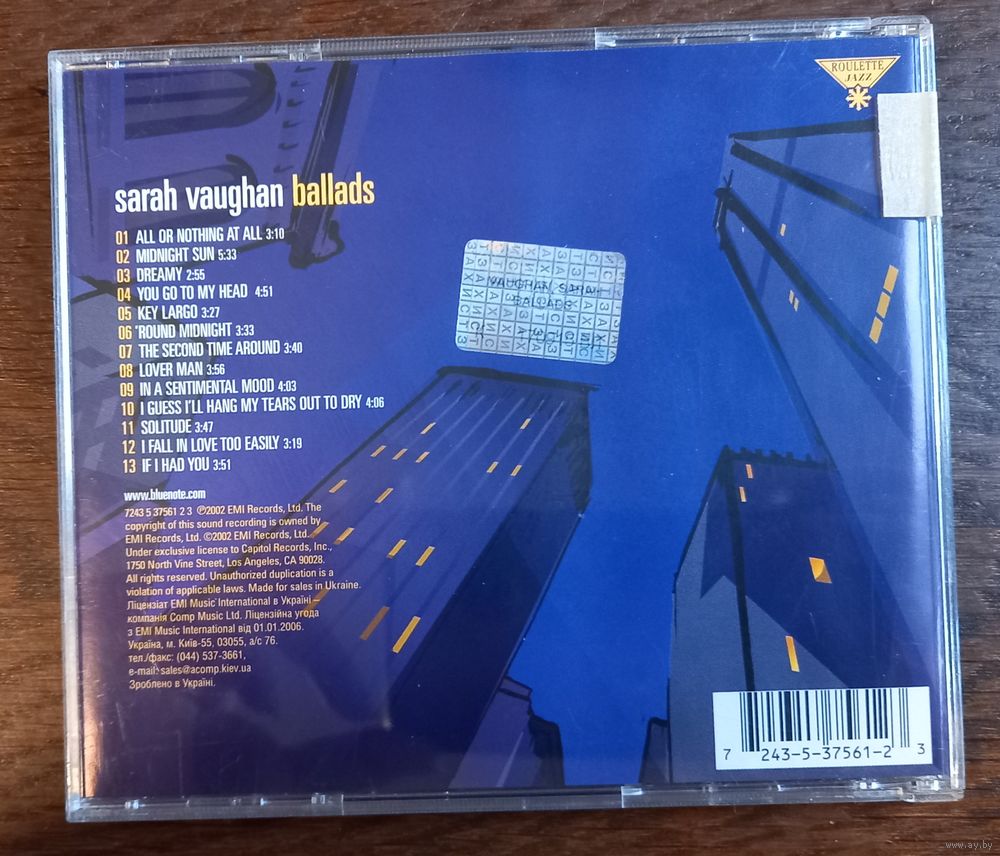 ROULETTE
JAZZ
sarah vaughan ballads
01 ALL OR NOTHING AT ALL 3:10
02 MIDNIGHT SUN 5:33
03 DREAMY 2:55
04 YOU GO TO MY HEAD 4:51
05 KEY LARGO 3:27
06 'ROUND MIDNIGHT 3:33
07 THE SECOND TIME AROUND 3:40
08 LOVER MAN 3:56
09 IN A SENTIMENTAL MOOD 4:03
10 I GUESS I'LL HANG MY TEARS OUT TO DRY 4:06
11 SOLITUDE 3:47
12 I FALL IN LOVE TOO EASILY 3:19
13 IF I HAD YOU 3:51
VAUGHAN, SARAH
BALLADS
www.bluenote.com
7243 5 37561 2 3 ℗2002 EMI Records, Ltd. The
copyright of this sound recording is owned by
EMI Records, Ltd. ©2002 EMI Records, Ltd.
Under exclusive license to Capitol Records, Inc.,
1750 North Vine Street, Los Angeles, CA 90028.
All rights reserved. Unauthorized duplication is a
violation of applicable laws. Made for sales in Ukraine.
Ліцензіат EMI Music International в Україні –
компанія Comp Music Ltd. Ліцензійна угода
з EMI Music International від 01.01.2006.
Україна, м. Київ-55, 03055, а/с 76.
тел./факс: (044) 537-3661,
e-mail: sales@acomp.kiev.ua
Зроблено в Україні.
7 243-5-37561-2 3
www.ay.by